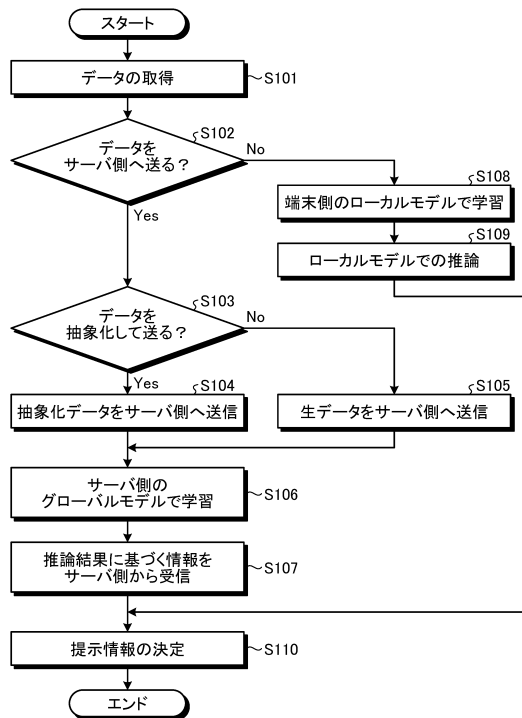 スタート
データの取得
S101
データを
サーバ側へ送る？
S102
No
Yes
S108
端末側のローカルモデルで学習
S109
ローカルモデルでの推論
データを
抽象化して送る？
S103
No
Yes
S104
抽象化データをサーバ側へ送信
S105
生データをサーバ側へ送信
サーバ側の
グローバルモデルで学習
S106
推論結果に基づく情報を
サーバ側から受信
S107
提示情報の決定
S110
エンド